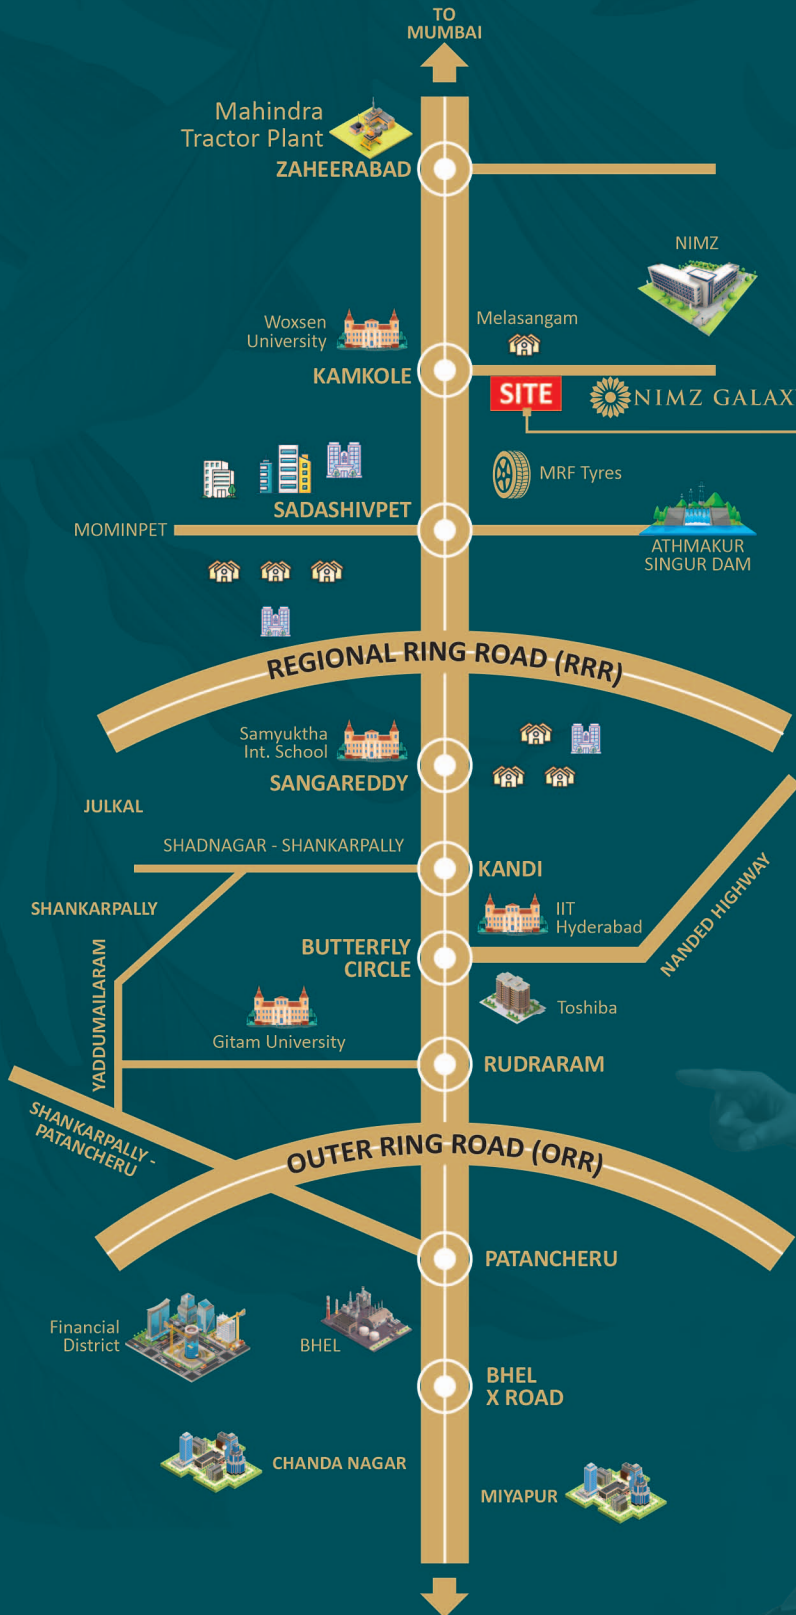 TO
MUMBAI
Mahindra
Tractor Plant
ZAHEERABAD
NIMZ
Woxsen
University
Melasangam
KAMKOLE
SITE
NIMZ GALAX
MRF Tyres
SADASHIVPET
MOMINPET
ATHMAKUR
SINGUR DAM
REGIONAL RING ROAD (RRR)
Samyuktha
Int. School
SANGAREDDY
JULKAL
SHADNAGAR - SHANKARPALLY
KANDI
SHANKARPALLY
IIT
Hyderabad
NANDED HIGHWAY
BUTTERFLY
CIRCLE
YADDUMAILARAM
Toshiba
Gitam University
RUDRARAM
SHANKARPALLY -
PATANCHERU
OUTER RING ROAD (ORR)
PATANCHERU
Financial
District
BHEL
BHEL
X ROAD
CHANDA NAGAR
MIYAPUR